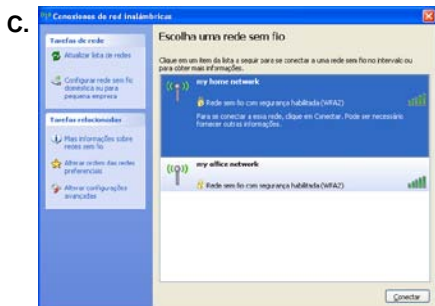 C.
Conexiones de red inalámbricas
Escolha uma rede sem fio
Tarefas de rede
Atualizar lista de redes
Configurar rede sem fio
doméstica ou para
pequena empresa
Tarefas relacionadas
Mais informações sobre
redes sem fio
Alterar ordem das redes
preferenciais
Alterar configurações
avançadas
Clique em um item da lista a seguir para se conectar a uma rede sem fio no intervalo ou
para obter mais informações.
my home network
Rede sem fio com segurança habilitada (WPA2)
Para se conectar a essa rede, clique em Conectar. Pode ser necessário
fornecer outras informações.
my office network
Rede sem fio com segurança habilitada (WPA2)
Conectar